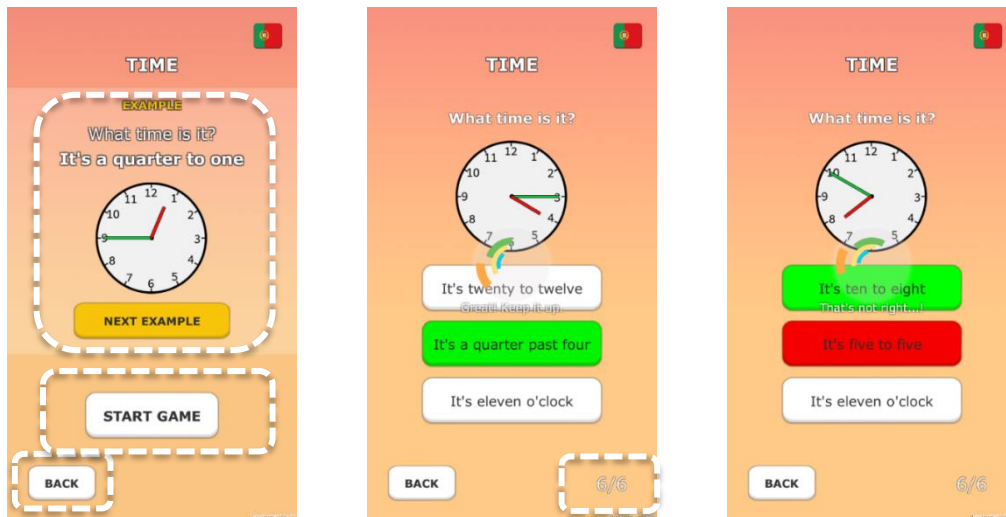 TIME
EXAMPLE
What time is it?
It's a quarter to one
12
1
2
3
4
5
6
7
8
9
10
11
NEXT EXAMPLE
START GAME
BACK
TIME
What time is it?
12
1
2
3
4
5
6
7
8
9
10
11
It's twenty to twelve
Great! Keep it up.
It's a quarter past four
It's eleven o'clock
BACK
6/6
TIME
What time is it?
12
1
2
3
4
5
7
8
9
10
11
It's ten to eight
That's not right...!
It's five to five
It's eleven o'clock
BACK
6/6